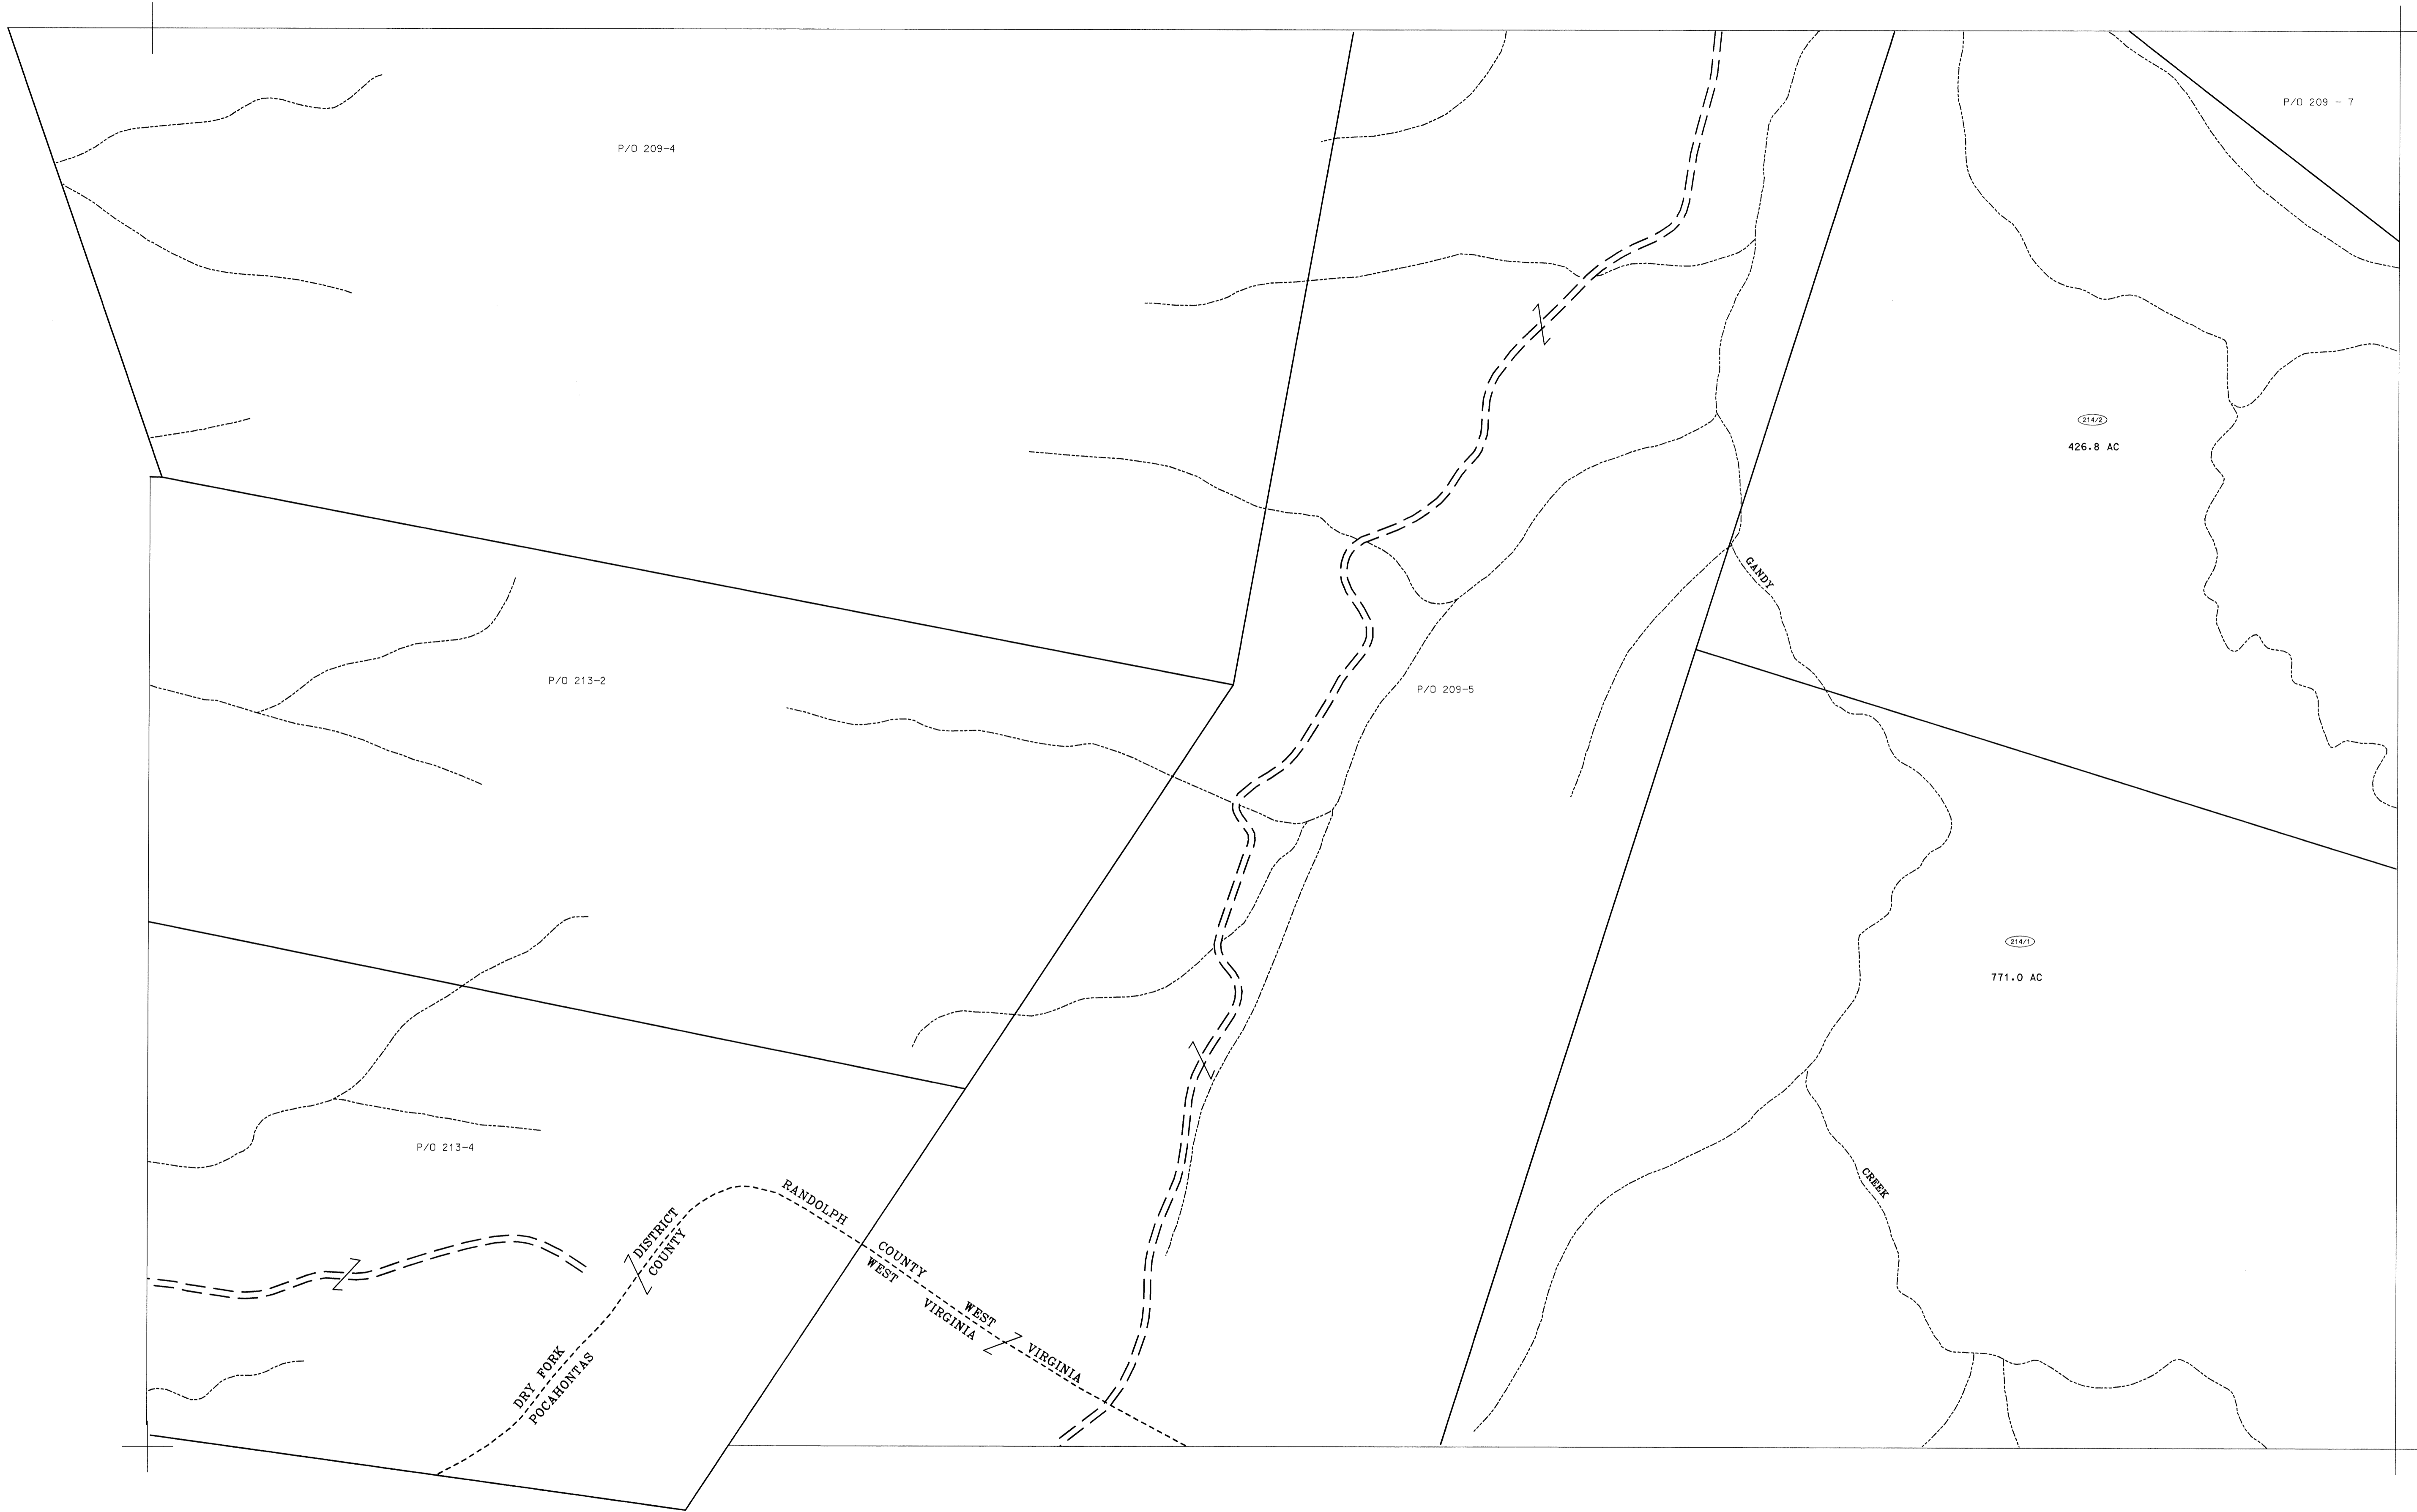 P/O 209 - 7
P/O 209-4
214/2
426.8 AC
GANDY
P/O 213-2
P/O 209-5
214/1
771.0 AC
P/O 213-4
CREEK
RANDOLPH COUNTY WEST VIRGINIA
WEST VIRGINIA
DRY FORK DISTRICT
POCAHONTAS COUNTY